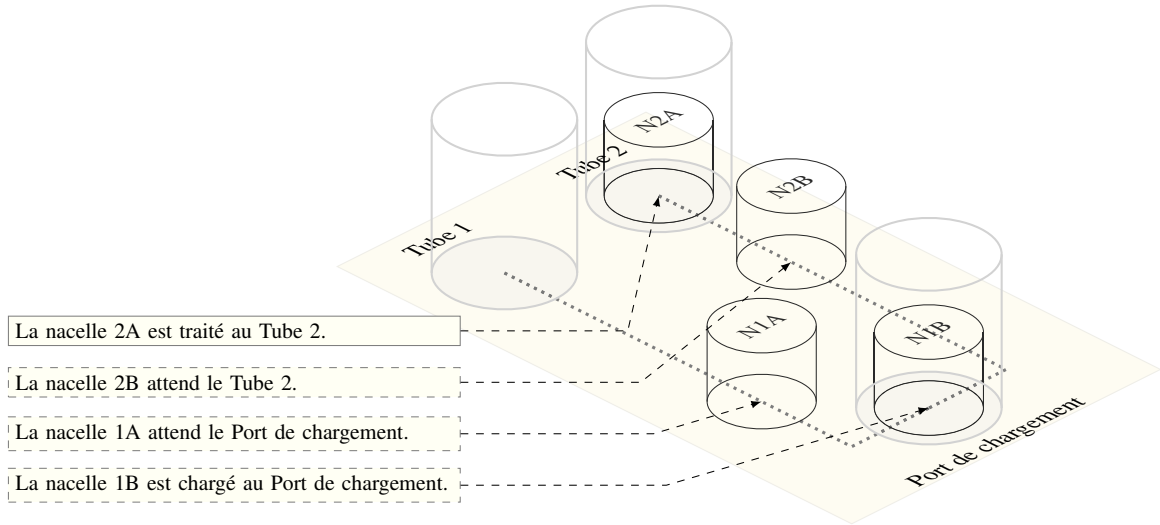 N2A
Tube 2
N2B
Tube 1
N1A
N1B
La nacelle 2A est traité au Tube 2.
La nacelle 2B attend le Tube 2.
La nacelle 1A attend le Port de chargement.
La nacelle 1B est chargé au Port de chargement.
Port de chargement